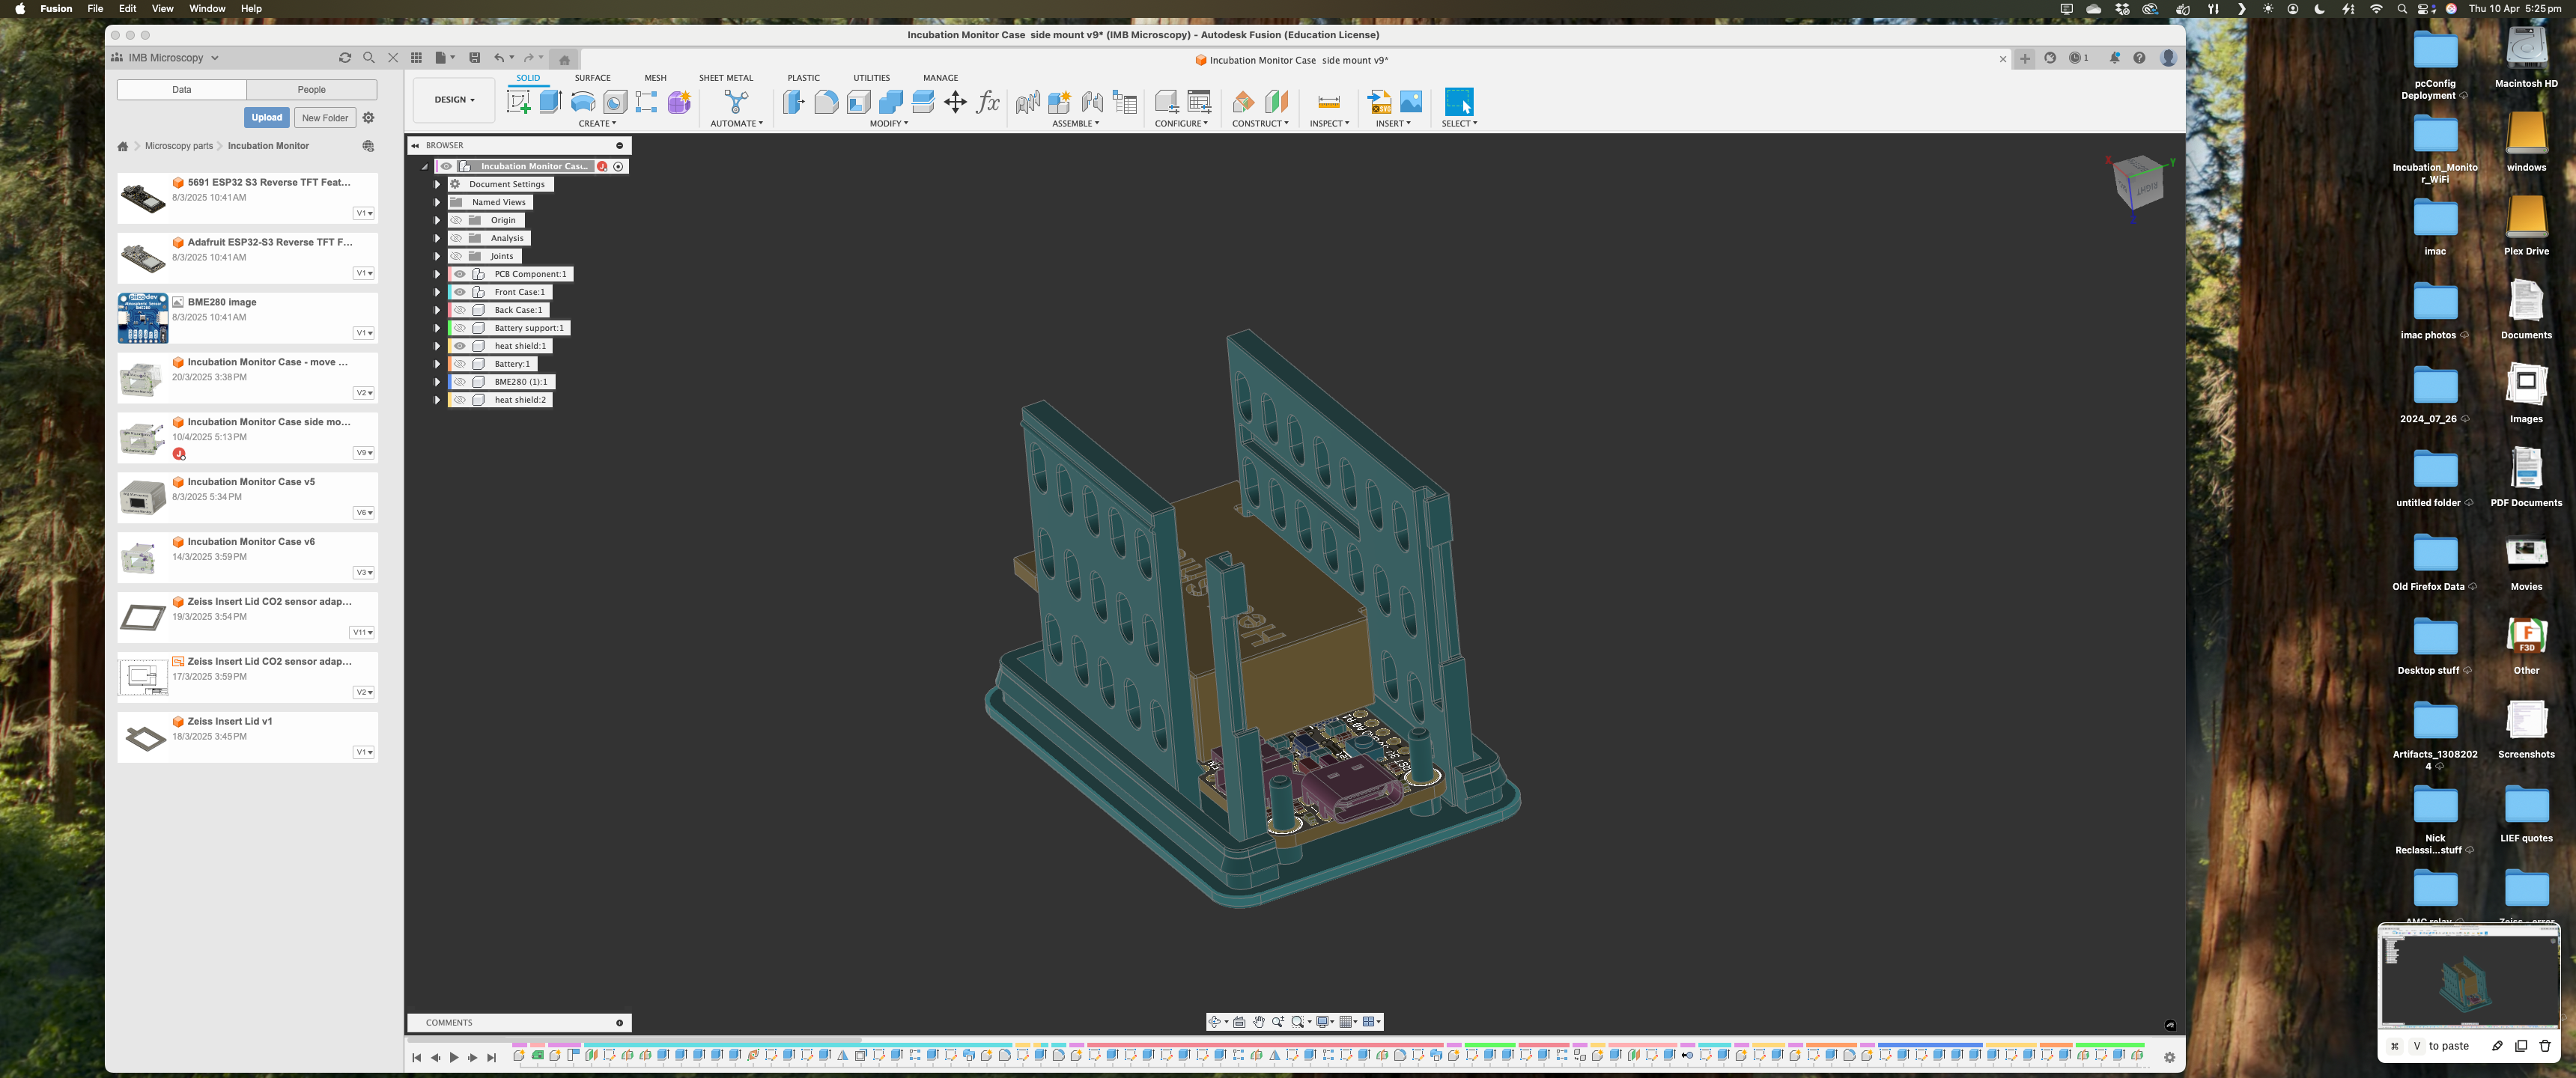 Fusion File Edit View Window Help
Thu 10 Apr 5:25 pm
Incubation Monitor Case side mount v9* (IMB Microscopy) - Autodesk Fusion (Education License)
IMB Microscopy
Incubation Monitor Case side mount v9*
1
Data People
Upload New Folder
Microscopy parts Incubation Monitor
5691 ESP32 S3 Reverse TFT Feat...
8/3/2025 10:41 AM
V1
Adafruit ESP32-S3 Reverse TFT F...
8/3/2025 10:41 AM
V1
BME280 image
8/3/2025 10:41 AM
V1
Incubation Monitor Case - move ...
20/3/2025 3:38 PM
V2
Incubation Monitor Case side mo...
10/4/2025 5:13 PM
J
V9
Incubation Monitor Case v5
8/3/2025 5:34 PM
V6
Incubation Monitor Case v6
14/3/2025 3:59 PM
V3
Zeiss Insert Lid CO2 sensor adap...
19/3/2025 3:54 PM
V11
Zeiss Insert Lid CO2 sensor adap...
17/3/2025 3:59 PM
V2
Zeiss Insert Lid v1
18/3/2025 3:45 PM
V1
SOLID SURFACE MESH SHEET METAL PLASTIC UTILITIES MANAGE
DESIGN
CREATE AUTOMATE MODIFY ASSEMBLE CONFIGURE CONSTRUCT INSPECT INSERT SELECT
BROWSER
Incubation Monitor Cas...
Document Settings
Named Views
Origin
Analysis
Joints
PCB Component:1
Front Case:1
Back Case:1
Battery support:1
heat shield:1
Battery:1
BME280 (1):1
heat shield:2
X Y
RIGHT
COMMENTS
pcConfig Deployment
Macintosh HD
Incubation_Monitor_WiFi
windows
imac
Plex Drive
imac photos
Documents
2024_07_26
Images
untitled folder
PDF Documents
Old Firefox Data
Movies
F3D
Desktop stuff
Other
Artifacts_13082024
Screenshots
Nick Reclassi...stuff
LIEF quotes
⌘ V to paste